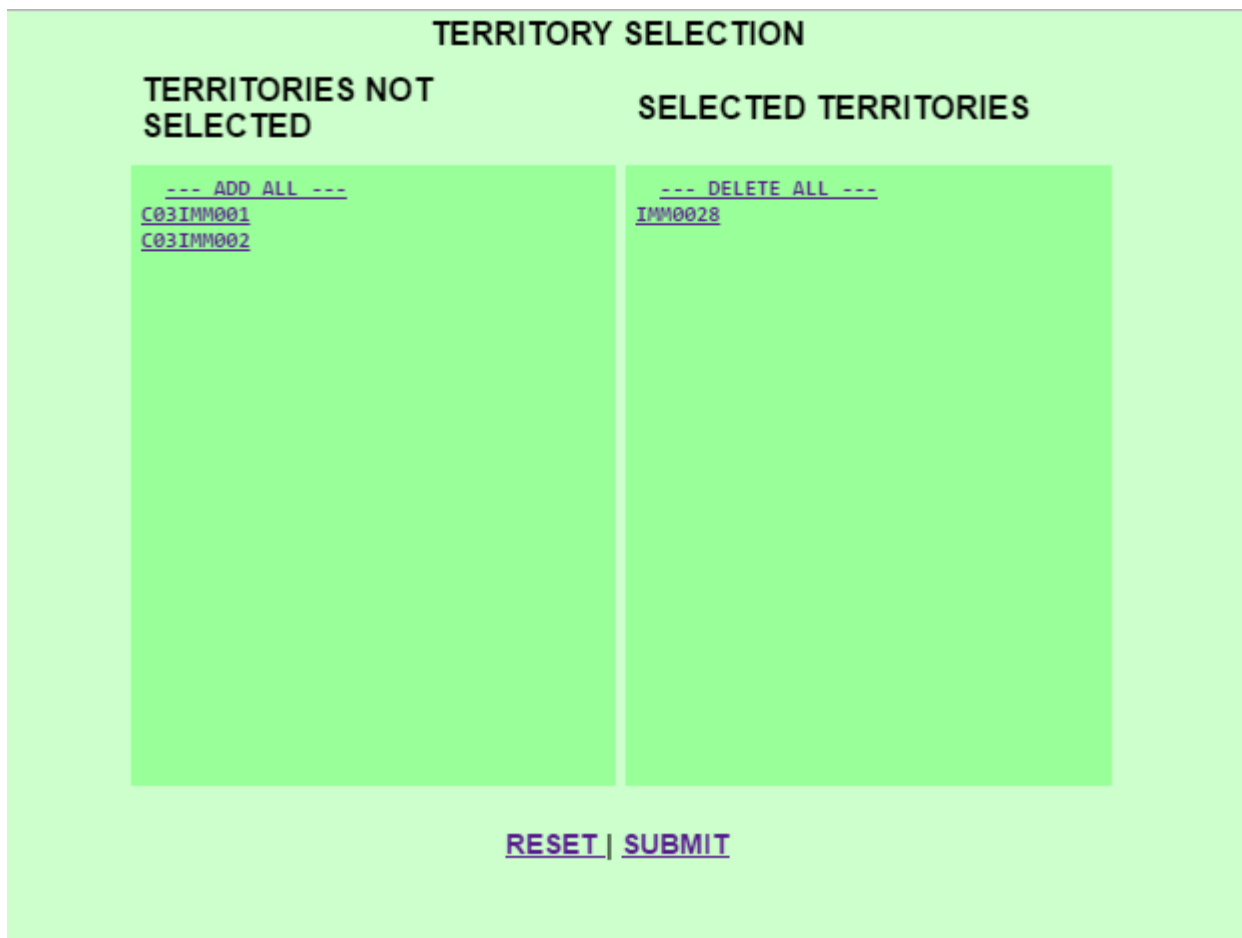 TERRITORY SELECTION
TERRITORIES NOT
SELECTED
SELECTED TERRITORIES
--- ADD ALL ---
C03IMM001
C03IMM002
--- DELETE ALL ---
IMM0028
RESET | SUBMIT